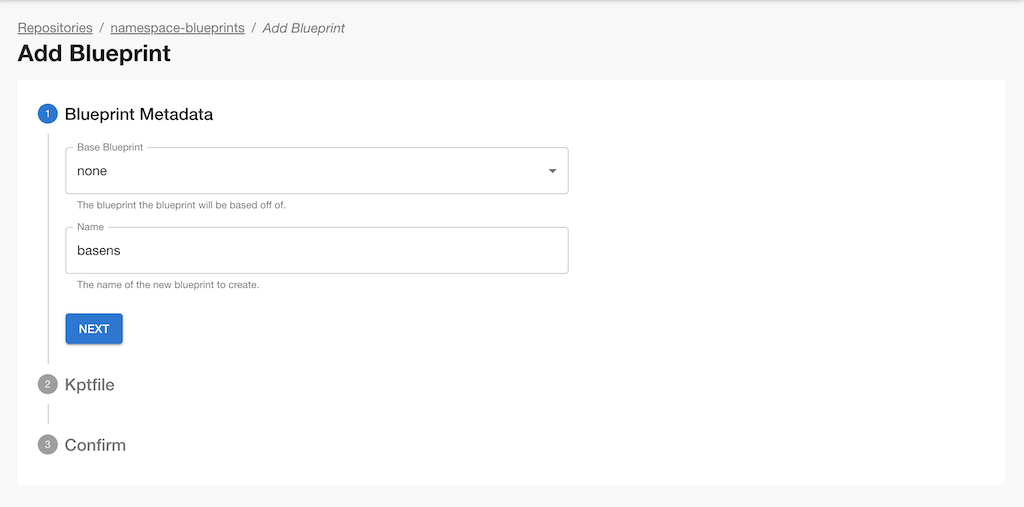 Repositories / namespace-blueprints / Add Blueprint
Add Blueprint
1 Blueprint Metadata
Base Blueprint
none
The blueprint the blueprint will be based off of.
Name
basens
The name of the new blueprint to create.
NEXT
2 Kptfile
3 Confirm